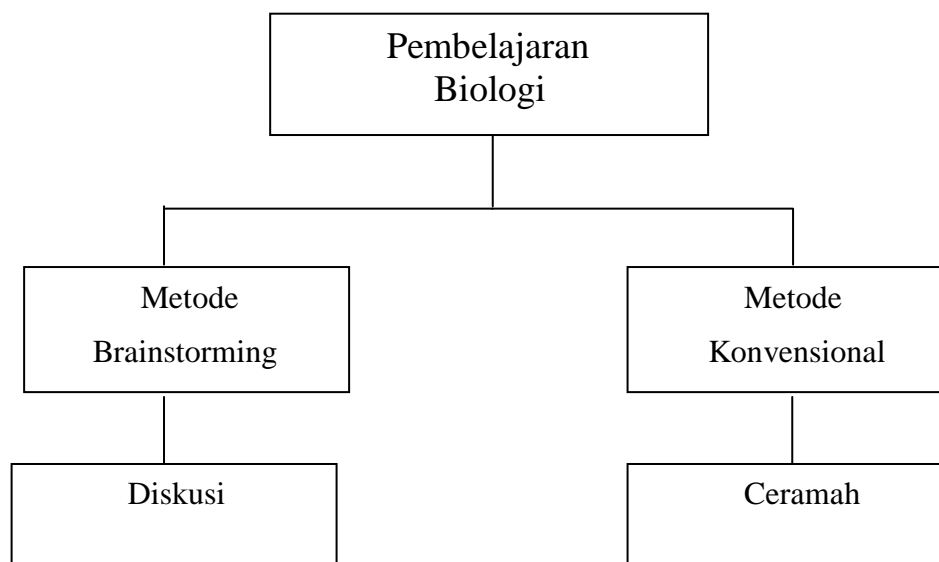 Pembelajaran
Biologi
Metode
Brainstorming
Metode
Konvensional
Diskusi
Ceramah